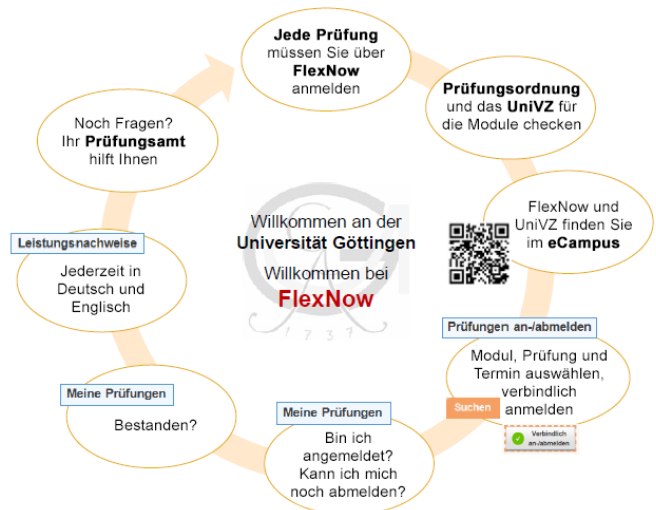 Jede Prüfung
müssen Sie über
FlexNow
anmelden
Prüfungsordnung
und das UniVZ für
die Module checken
FlexNow und
UniVZ finden Sie
im eCampus
Prüfungen an-/abmelden
Modul, Prüfung und
Termin auswählen,
verbindlich
anmelden
Suchen
Verbindlich
an-/abmelden
Meine Prüfungen
Bin ich
angemeldet?
Kann ich mich
noch abmelden?
Meine Prüfungen
Bestanden?
Leistungsnachweise
Jederzeit in
Deutsch und
Englisch
Noch Fragen?
Ihr Prüfungsamt
hilft Ihnen
Willkommen an der
Universität Göttingen
Willkommen bei
FlexNow
1737